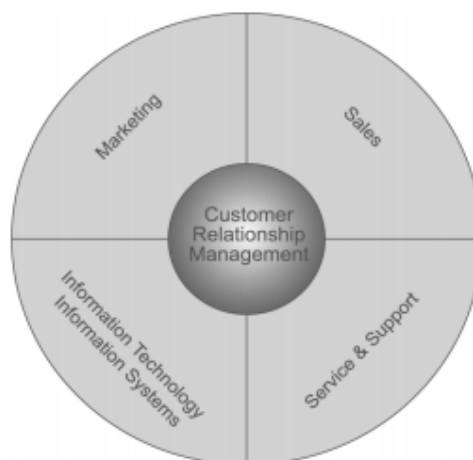 Marketing
Sales
Customer
Relationship
Management
Information Technology
Information Systems
Service & Support